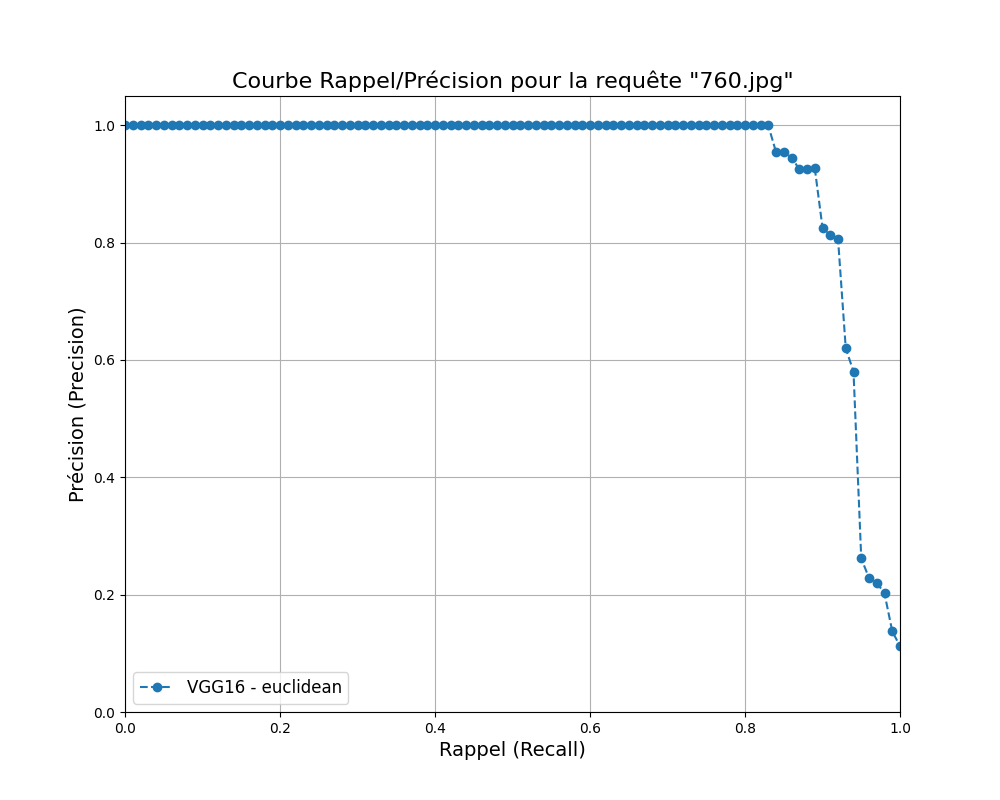 Courbe Rappel/Précision pour la requête "760.jpg"
1.0
0.8
0.6
0.4
0.2
0.0
Précision (Precision)
VGG16 - euclidean
0.0 0.2 0.4 0.6 0.8 1.0
Rappel (Recall)